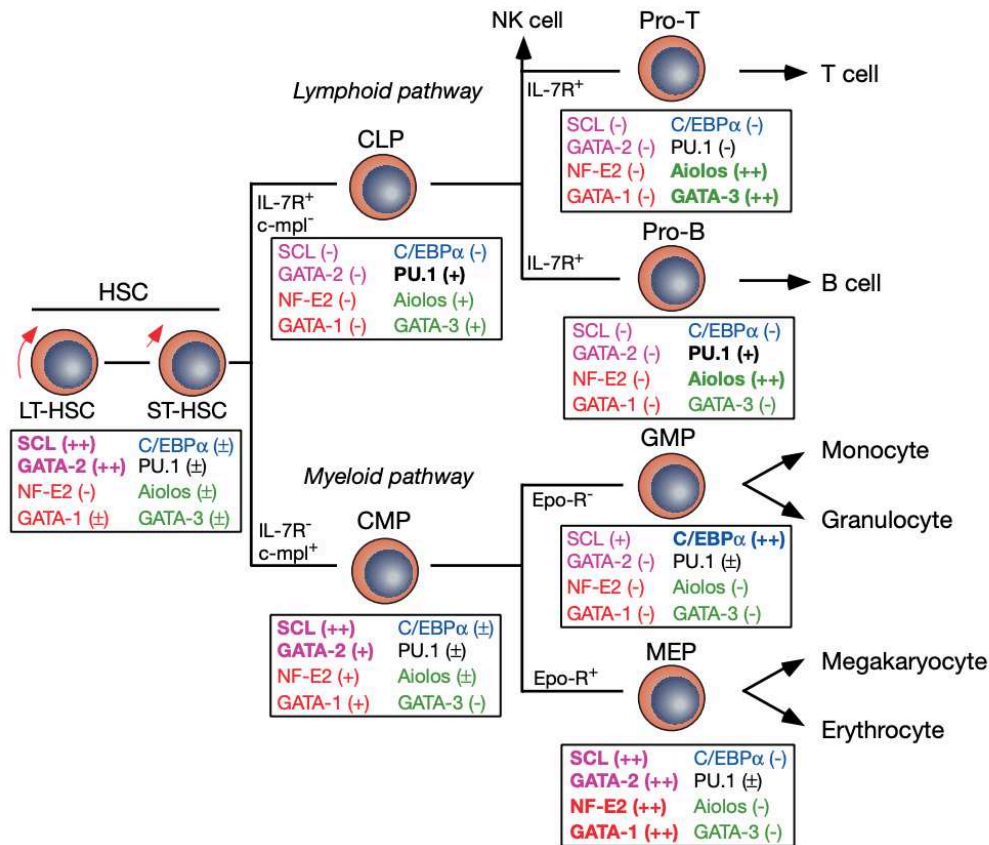 NK cell
Pro-T
IL-7R+
T cell
SCL (-) C/EBPα (-)
GATA-2 (-) PU.1 (-)
NF-E2 (-) Aiolos (++)
GATA-1 (-) GATA-3 (++)
Lymphoid pathway
CLP
IL-7R+
c-mpl-
SCL (-) C/EBPα (-)
GATA-2 (-) PU.1 (+)
NF-E2 (-) Aiolos (+)
GATA-1 (-) GATA-3 (+)
Pro-B
IL-7R+
B cell
SCL (-) C/EBPα (-)
GATA-2 (-) PU.1 (+)
NF-E2 (-) Aiolos (++)
GATA-1 (-) GATA-3 (-)
HSC
LT-HSC
ST-HSC
SCL (++) C/EBPα (±)
GATA-2 (++) PU.1 (±)
NF-E2 (-) Aiolos (±)
GATA-1 (±) GATA-3 (±)
Myeloid pathway
CMP
IL-7R-
c-mpl+
SCL (++) C/EBPα (±)
GATA-2 (+) PU.1 (±)
NF-E2 (+) Aiolos (±)
GATA-1 (+) GATA-3 (-)
GMP
Epo-R-
Monocyte
Granulocyte
SCL (+) C/EBPα (++)
GATA-2 (-) PU.1 (±)
NF-E2 (-) Aiolos (-)
GATA-1 (-) GATA-3 (-)
MEP
Epo-R+
Megakaryocyte
Erythrocyte
SCL (++) C/EBPα (-)
GATA-2 (++) PU.1 (±)
NF-E2 (++) Aiolos (-)
GATA-1 (++) GATA-3 (-)